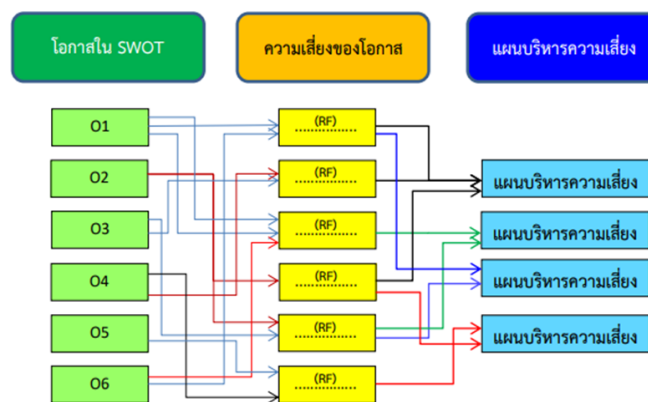 โอกาสใน SWOT
ความเสี่ยงของโอกาส
แผนบริหารความเสี่ยง
O1
(RF)
................
O2
(RF)
................
แผนบริหารความเสี่ยง
O3
(RF)
................
แผนบริหารความเสี่ยง
O4
(RF)
................
แผนบริหารความเสี่ยง
O5
(RF)
................
แผนบริหารความเสี่ยง
O6
(RF)
................